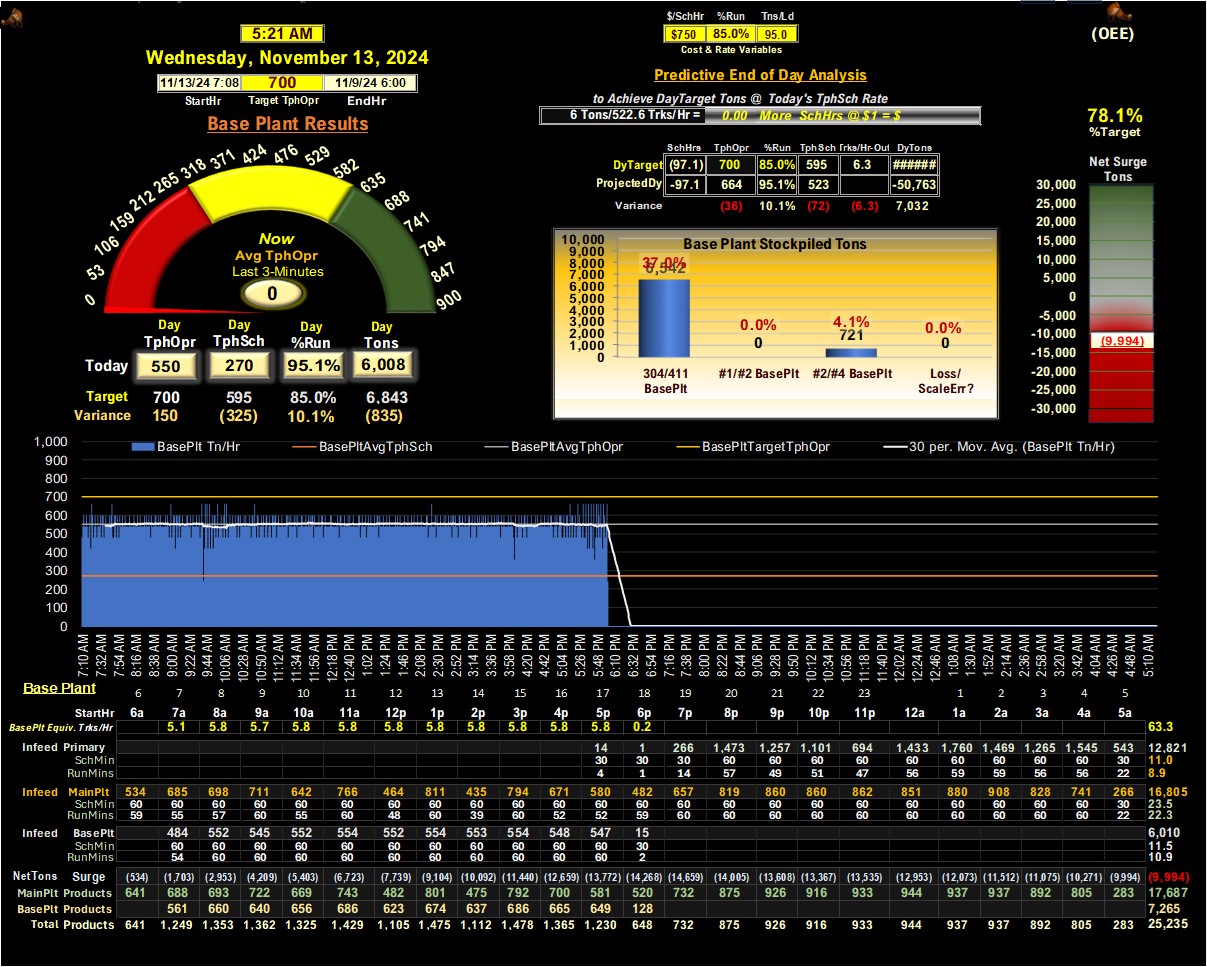 $/SchHr %Run Tns/Ld
5:21 AM $750 85.0% 95.0 (OEE)
Cost & Rate Variables
Wednesday, November 13, 2024
11/13/24 7:08 700 11/9/24 6:00
StartHr Target TphOpr EndHr
Predictive End of Day Analysis
to Achieve DayTarget Tons @ Today's TphSch Rate
6 Tons/522.6 Trks/Hr = 0.00 More SchHrs @ $1 = $
78.1%
%Target
Base Plant Results
SchHrs TphOpr %Run TphSch Trks/Hr-Out DyTons
DyTarget (97.1) 700 85.0% 595 6.3 ######
ProjectedDy -97.1 664 95.1% 523 -50,763
Variance (36) 10.1% (72) (6.3) 7,032
0 53 106 159 212 265 318 371 424 476 529 582 635 688 741 794 847 900
Now
Avg TphOpr
Last 3-Minutes
0
Day Day Day Day
TphOpr TphSch %Run Tons
Today 550 270 95.1% 6,008
Target 700 595 85.0% 6,843
Variance 150 (325) 10.1% (835)
Base Plant Stockpiled Tons
10,000
9,000
8,000
7,000
6,000
5,000
4,000
3,000
2,000
1,000
0
37.0% 0.0% 4.1% 0.0%
6,542 0 721 0
304/411 #1/#2 BasePlt #2/#4 BasePlt Loss/
BasePlt ScaleErr?
Net Surge
Tons
30,000
25,000
20,000
15,000
10,000
5,000
0
-5,000
-10,000
(9,994)
-15,000
-20,000
-25,000
-30,000
BasePlt Tn/Hr BasePltAvgTphSch BasePltAvgTphOpr BasePltTargetTphOpr 30 per. Mov. Avg. (BasePlt Tn/Hr)
1,000
900
800
700
600
500
400
300
200
100
0
7:10 AM 7:32 AM 7:54 AM 8:16 AM 8:38 AM 9:00 AM 9:22 AM 9:44 AM 10:06 AM 10:28 AM 10:50 AM 11:12 AM 11:34 AM 11:56 AM 12:18 PM 12:40 PM 1:02 PM 1:24 PM 1:46 PM 2:08 PM 2:30 PM 2:52 PM 3:14 PM 3:36 PM 3:58 PM 4:20 PM 4:42 PM 5:04 PM 5:26 PM 5:48 PM 6:10 PM 6:32 PM 6:54 PM 7:16 PM 7:38 PM 8:00 PM 8:22 PM 8:44 PM 9:06 PM 9:28 PM 9:50 PM 10:12 PM 10:34 PM 10:56 PM 11:18 PM 11:40 PM 12:02 AM 12:24 AM 12:46 AM 1:08 AM 1:30 AM 1:52 AM 2:14 AM 2:36 AM 2:58 AM 3:20 AM 3:42 AM 4:04 AM 4:26 AM 4:48 AM 5:10 AM
Base Plant 6 7 8 9 10 11 12 13 14 15 16 17 18 19 20 21 22 23 1 2 3 4 5
StartHr 6a 7a 8a 9a 10a 11a 12p 1p 2p 3p 4p 5p 6p 7p 8p 9p 10p 11p 12a 1a 2a 3a 4a 5a
BasePlt Equiv. Trks/Hr 5.1 5.8 5.7 5.8 5.8 5.8 5.8 5.8 5.8 5.8 5.8 0.2 63.3
Infeed Primary 14 1 266 1,473 1,257 1,101 694 1,433 1,760 1,469 1,265 1,545 543 12,821
SchMin 30 30 30 60 60 60 60 60 60 60 60 60 30 11.0
RunMins 4 1 14 57 49 51 47 56 59 59 56 56 22 8.9
Infeed MainPlt 534 685 698 711 642 766 464 811 435 794 671 580 482 657 819 860 860 862 851 880 908 828 741 266 16,805
SchMin 60 60 60 60 60 60 60 60 60 60 60 60 60 60 60 60 60 60 60 60 60 60 60 30 23.5
RunMins 59 55 57 60 55 60 48 60 39 60 52 52 59 60 60 60 60 60 60 60 60 60 60 22 22.3
Infeed BasePlt 484 552 545 552 554 552 554 553 554 548 547 15 6,010
SchMin 60 60 60 60 60 60 60 60 60 60 60 30 11.5
RunMins 54 60 60 60 60 60 60 60 60 60 60 2 10.9
NetTons Surge (534) (1,703) (2,953) (4,209) (5,403) (6,723) (7,739) (9,104) (10,092) (11,440) (12,659) (13,772) (14,268) (14,659) (14,005) (13,608) (13,367) (13,535) (12,953) (12,073) (11,512) (11,075) (10,271) (9,994) (9,994)
MainPlt Products 641 688 693 722 669 743 482 801 475 792 700 581 520 732 875 926 916 933 944 937 937 892 805 283 17,687
BasePlt Products 561 660 640 656 686 623 674 637 686 665 649 128 7,265
Total Products 641 1,249 1,353 1,362 1,325 1,429 1,105 1,475 1,112 1,478 1,365 1,230 648 732 875 926 916 933 944 937 937 892 805 283 25,235